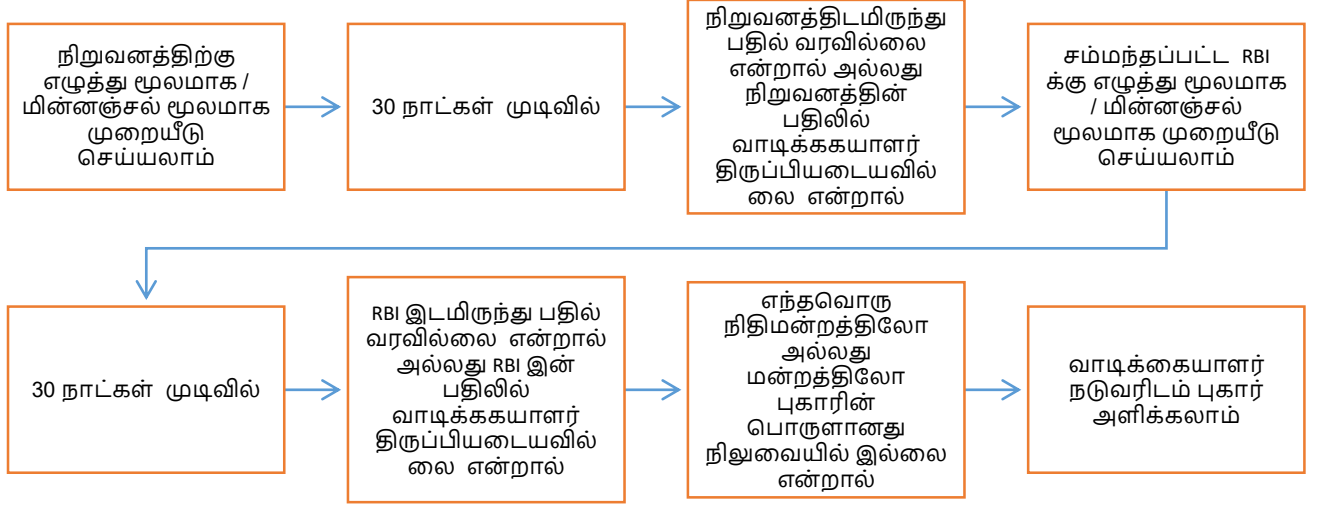 நிறுவனத்திற்கு
எழுத்து மூலமாக /
மின்னஞ்சல் மூலமாக
முறையீடு
செய்யலாம்
30 நாட்கள் முடிவில்
நிறுவனத்திடமிருந்து
பதில் வரவில்லை
என்றால் அல்லது
நிறுவனத்தின்
பதிலில்
வாடிக்ககயாளர்
திருப்பியடையவில்
லை என்றால்
சம்மந்தப்பட்ட RBI
க்கு எழுத்து மூலமாக
/ மின்னஞ்சல்
மூலமாக முறையீடு
செய்யலாம்
30 நாட்கள் முடிவில்
RBI இடமிருந்து பதில்
வரவில்லை என்றால்
அல்லது RBI இன்
பதிலில்
வாடிக்ககயாளர்
திருப்பியடையவில்
லை என்றால்
எந்தவொரு
நிதிமன்றத்திலோ
அல்லது
மன்றத்திலோ
புகாரின்
பொருளானது
நிலுவையில் இல்லை
என்றால்
வாடிக்கையாளர்
நடுவரிடம் புகார்
அளிக்கலாம்